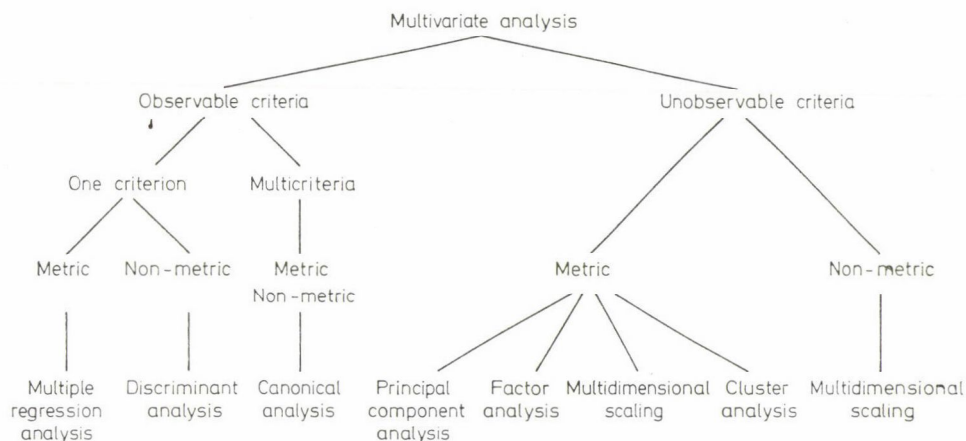 Multivariate analysis
Observable criteria
Unobservable criteria
One criterion
Multicriteria
Metric
Non-metric
Metric
Non-metric
Metric
Non-metric
Multiple
regression
analysis
Discriminant
analysis
Canonical
analysis
Principal
component
analysis
Factor
analysis
Multidimensional
scaling
Cluster
analysis
Multidimensional
scaling